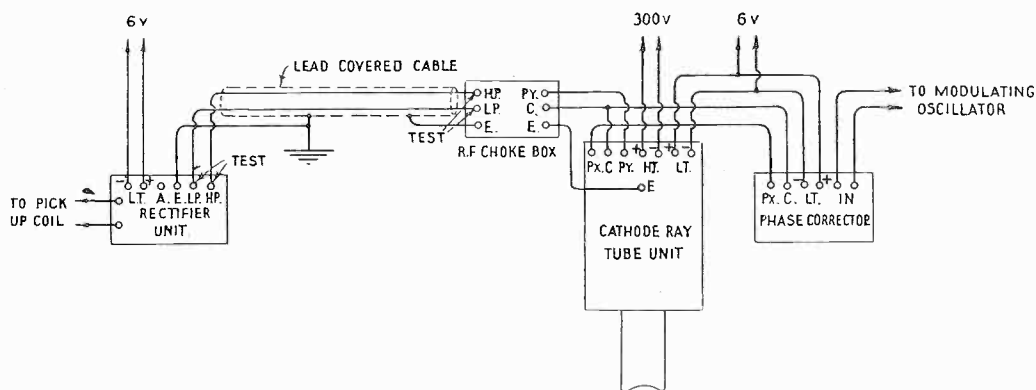 6v
300v
6v
LEAD COVERED CABLE
H.P. PY.
L.P. C.
E. E.
TEST
R.F CHOKE BOX
TO MODULATING
OSCILLATOR
TEST
- + 
L.T. A. E. L.P. H.P.
RECTIFIER
UNIT
TO PICK
UP COIL
+ - + -
PX. C PY. H.T. L.T.
E
CATHODE RAY
TUBE UNIT
- +
PX. C. L.T. IN
PHASE CORRECTOR